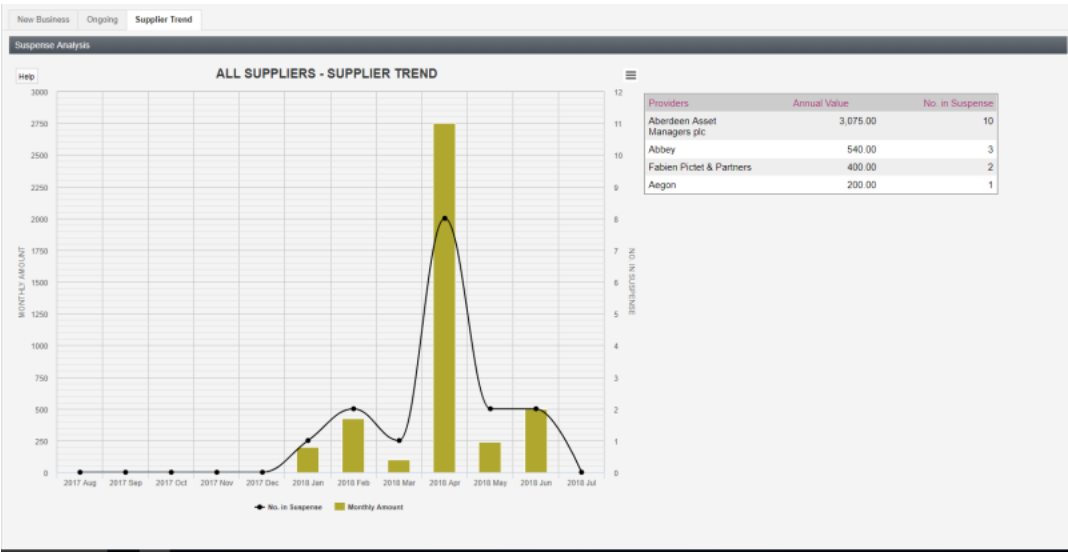 New Business Ongoing Supplier Trend
Suspense Analysis
Help
ALL SUPPLIERS - SUPPLIER TREND
3000
2750
2500
2250
2000
1750
1500
1250
1000
750
500
250
0
MONTHLY AMOUNT
12
11
10
9
8
7
6
5
4
3
2
1
0
NO. IN SUSPENSE
2017 Aug 2017 Sep 2017 Oct 2017 Nov 2017 Dec 2018 Jan 2018 Feb 2018 Mar 2018 Apr 2018 May 2018 Jun 2018 Jul
No. in Suspense Monthly Amount
Providers Annual Value No. in Suspense
Aberdeen Asset 3,075.00 10
Managers plc
Abbey 540.00 3
Fabien Pictet & Partners 400.00 2
Aegon 200.00 1